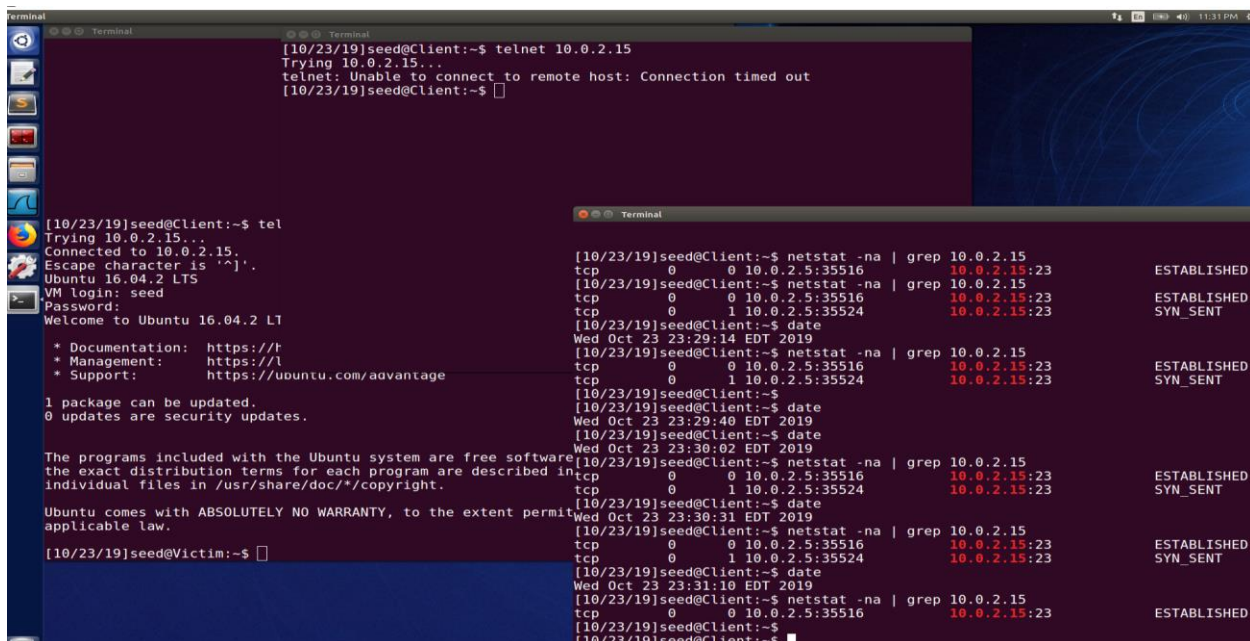 Terminal
En
11:31 PM
Terminal
Terminal
[10/23/19]seed@Client:~$ telnet 10.0.2.15
Trying 10.0.2.15...
telnet: Unable to connect to remote host: Connection timed out
[10/23/19]seed@Client:~$
[10/23/19]seed@Client:~$ tel
Trying 10.0.2.15...
Connected to 10.0.2.15.
Escape character is '^]'.
Ubuntu 16.04.2 LTS
VM login: seed
Password:
Welcome to Ubuntu 16.04.2 LT
* Documentation: https://h
* Management: https://l
* Support: https://ubuntu.com/advantage
1 package can be updated.
0 updates are security updates.
The programs included with the Ubuntu system are free software
the exact distribution terms for each program are described in
individual files in /usr/share/doc/*/copyright.
Ubuntu comes with ABSOLUTELY NO WARRANTY, to the extent permit
applicable law.
[10/23/19]seed@Victim:~$
Terminal
[10/23/19]seed@Client:~$ netstat -na | grep 10.0.2.15
tcp 0 0 10.0.2.5:35516 10.0.2.15:23 ESTABLISHED
[10/23/19]seed@Client:~$ netstat -na | grep 10.0.2.15
tcp 0 0 10.0.2.5:35516 10.0.2.15:23 ESTABLISHED
tcp 0 1 10.0.2.5:35524 10.0.2.15:23 SYN_SENT
[10/23/19]seed@Client:~$ date
Wed Oct 23 23:29:14 EDT 2019
[10/23/19]seed@Client:~$ netstat -na | grep 10.0.2.15
tcp 0 0 10.0.2.5:35516 10.0.2.15:23 ESTABLISHED
tcp 0 1 10.0.2.5:35524 10.0.2.15:23 SYN_SENT
[10/23/19]seed@Client:~$
[10/23/19]seed@Client:~$ date
Wed Oct 23 23:29:40 EDT 2019
[10/23/19]seed@Client:~$ date
Wed Oct 23 23:30:02 EDT 2019
[10/23/19]seed@Client:~$ netstat -na | grep 10.0.2.15
tcp 0 0 10.0.2.5:35516 10.0.2.15:23 ESTABLISHED
tcp 0 1 10.0.2.5:35524 10.0.2.15:23 SYN_SENT
[10/23/19]seed@Client:~$ date
Wed Oct 23 23:30:31 EDT 2019
[10/23/19]seed@Client:~$ netstat -na | grep 10.0.2.15
tcp 0 0 10.0.2.5:35516 10.0.2.15:23 ESTABLISHED
tcp 0 1 10.0.2.5:35524 10.0.2.15:23 SYN_SENT
[10/23/19]seed@Client:~$ date
Wed Oct 23 23:31:10 EDT 2019
[10/23/19]seed@Client:~$ netstat -na | grep 10.0.2.15
tcp 0 0 10.0.2.5:35516 10.0.2.15:23 ESTABLISHED
[10/23/19]seed@Client:~$
[10/23/19]seed@Client:~$